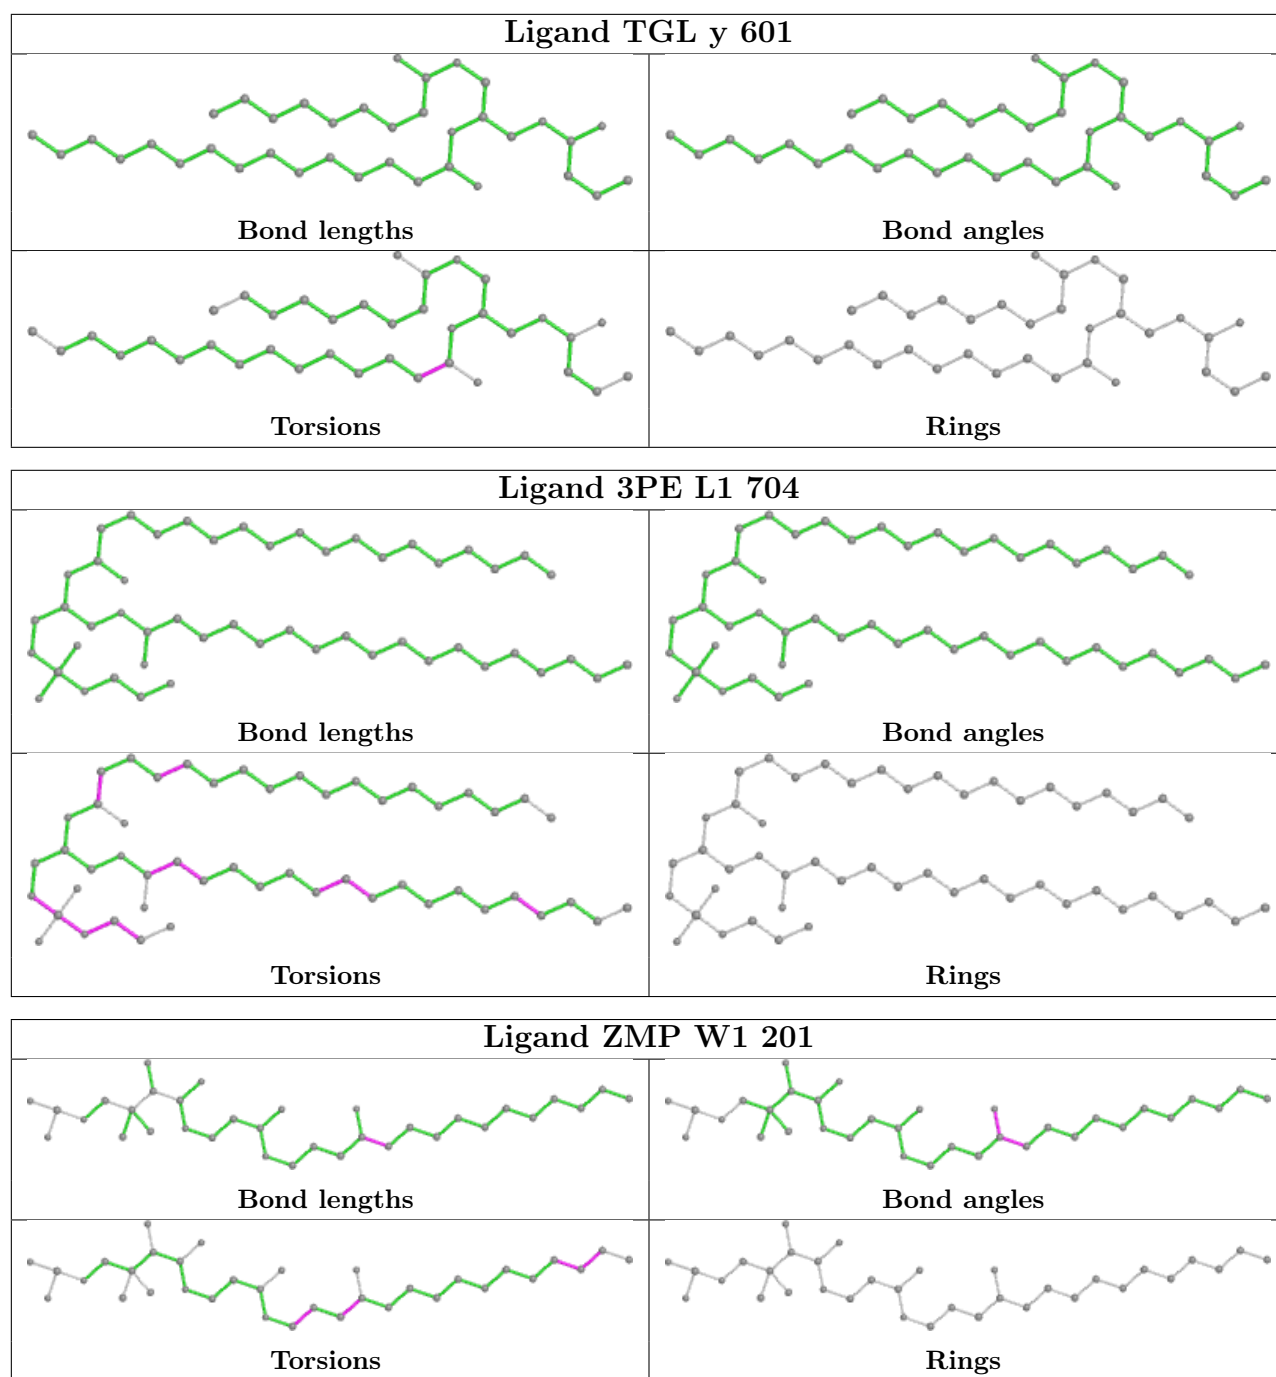 Ligand TGL y 601
Bond lengths
Bond angles
Torsions
Rings
Ligand 3PE L1 704
Bond lengths
Bond angles
Torsions
Rings
Ligand ZMP W1 201
Bond lengths
Bond angles
Torsions
Rings